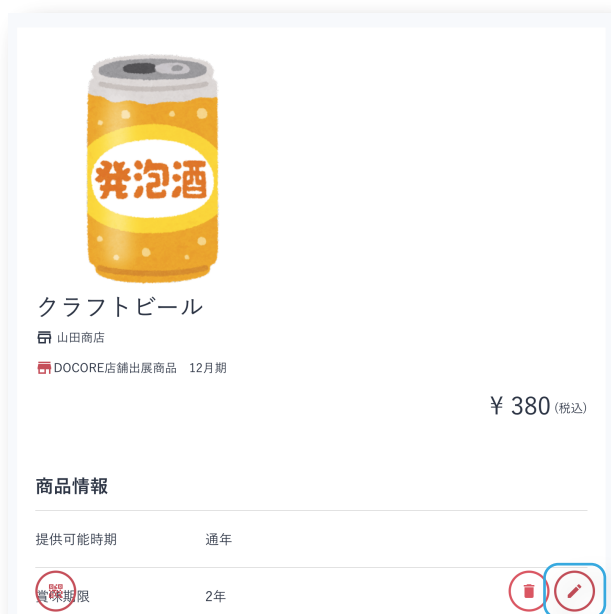 発泡酒
クラフトビール
山田商店
DOCORE店舗出展商品 12月期
¥ 380 (税込)
商品情報
提供可能時期 通年
賞味期限 2年